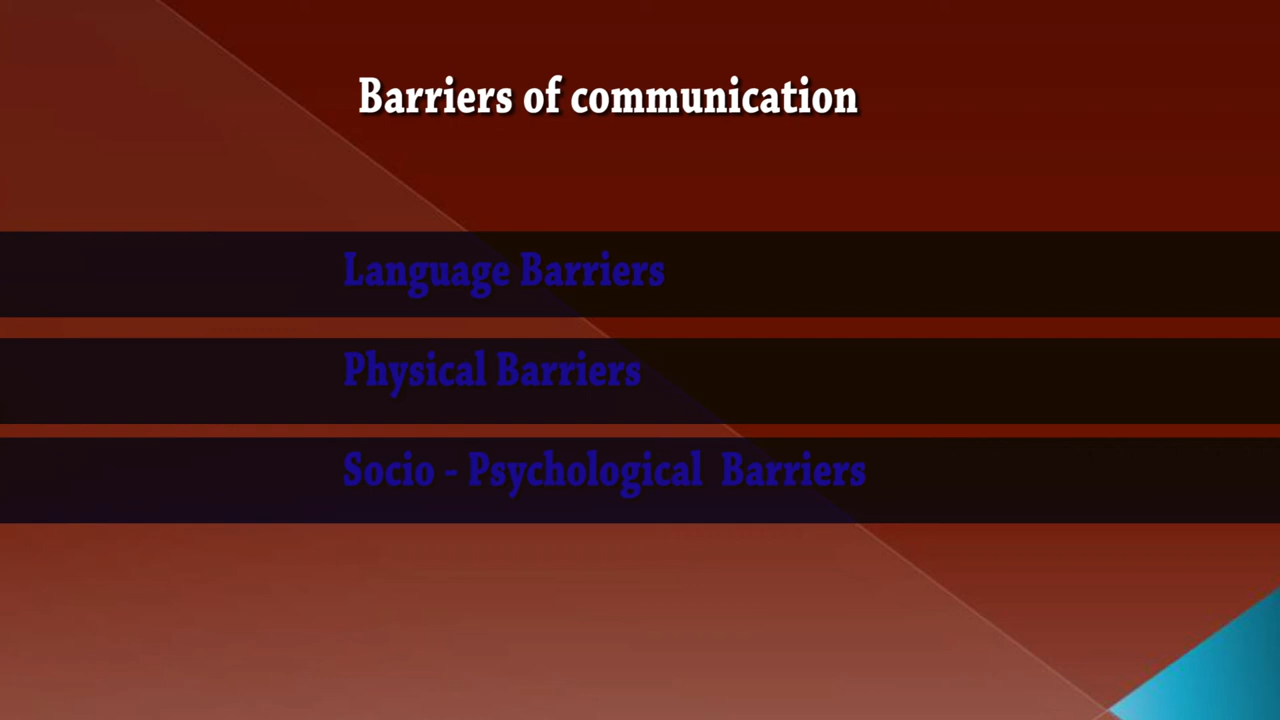 Barriers of communication
Language Barriers
Physical Barriers
Socio - Psychological Barriers